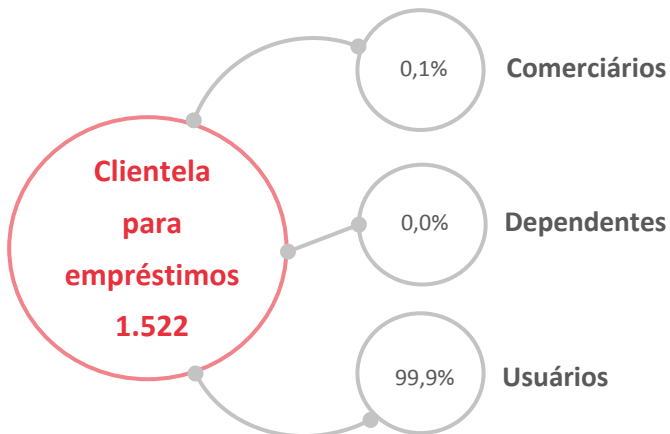 Clientela
para
empréstimos
1.522
0,1%
Comerciários
0,0%
Dependentes
99,9%
Usuários